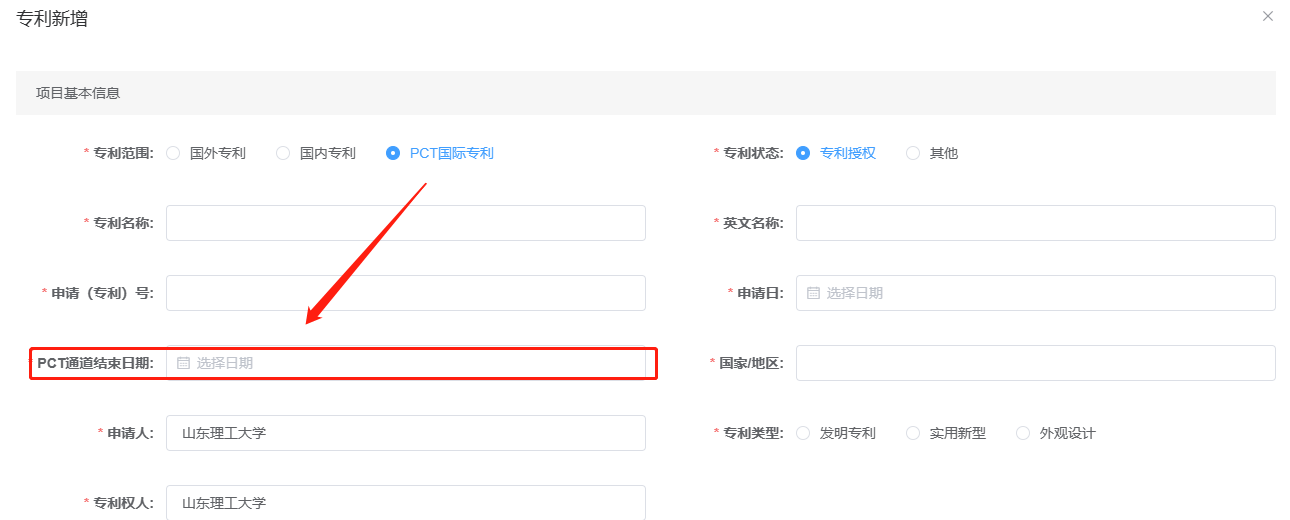 专利新增
项目基本信息
* 专利范围: 国外专利 国内专利 PCT国际专利 * 专利状态: 专利授权 其他
* 专利名称: * 英文名称:
* 申请（专利）号: * 申请日: 选择日期
* PCT通道结束日期: 选择日期 * 国家/地区:
* 申请人: 山东理工大学 * 专利类型: 发明专利 实用新型 外观设计
* 专利权人: 山东理工大学